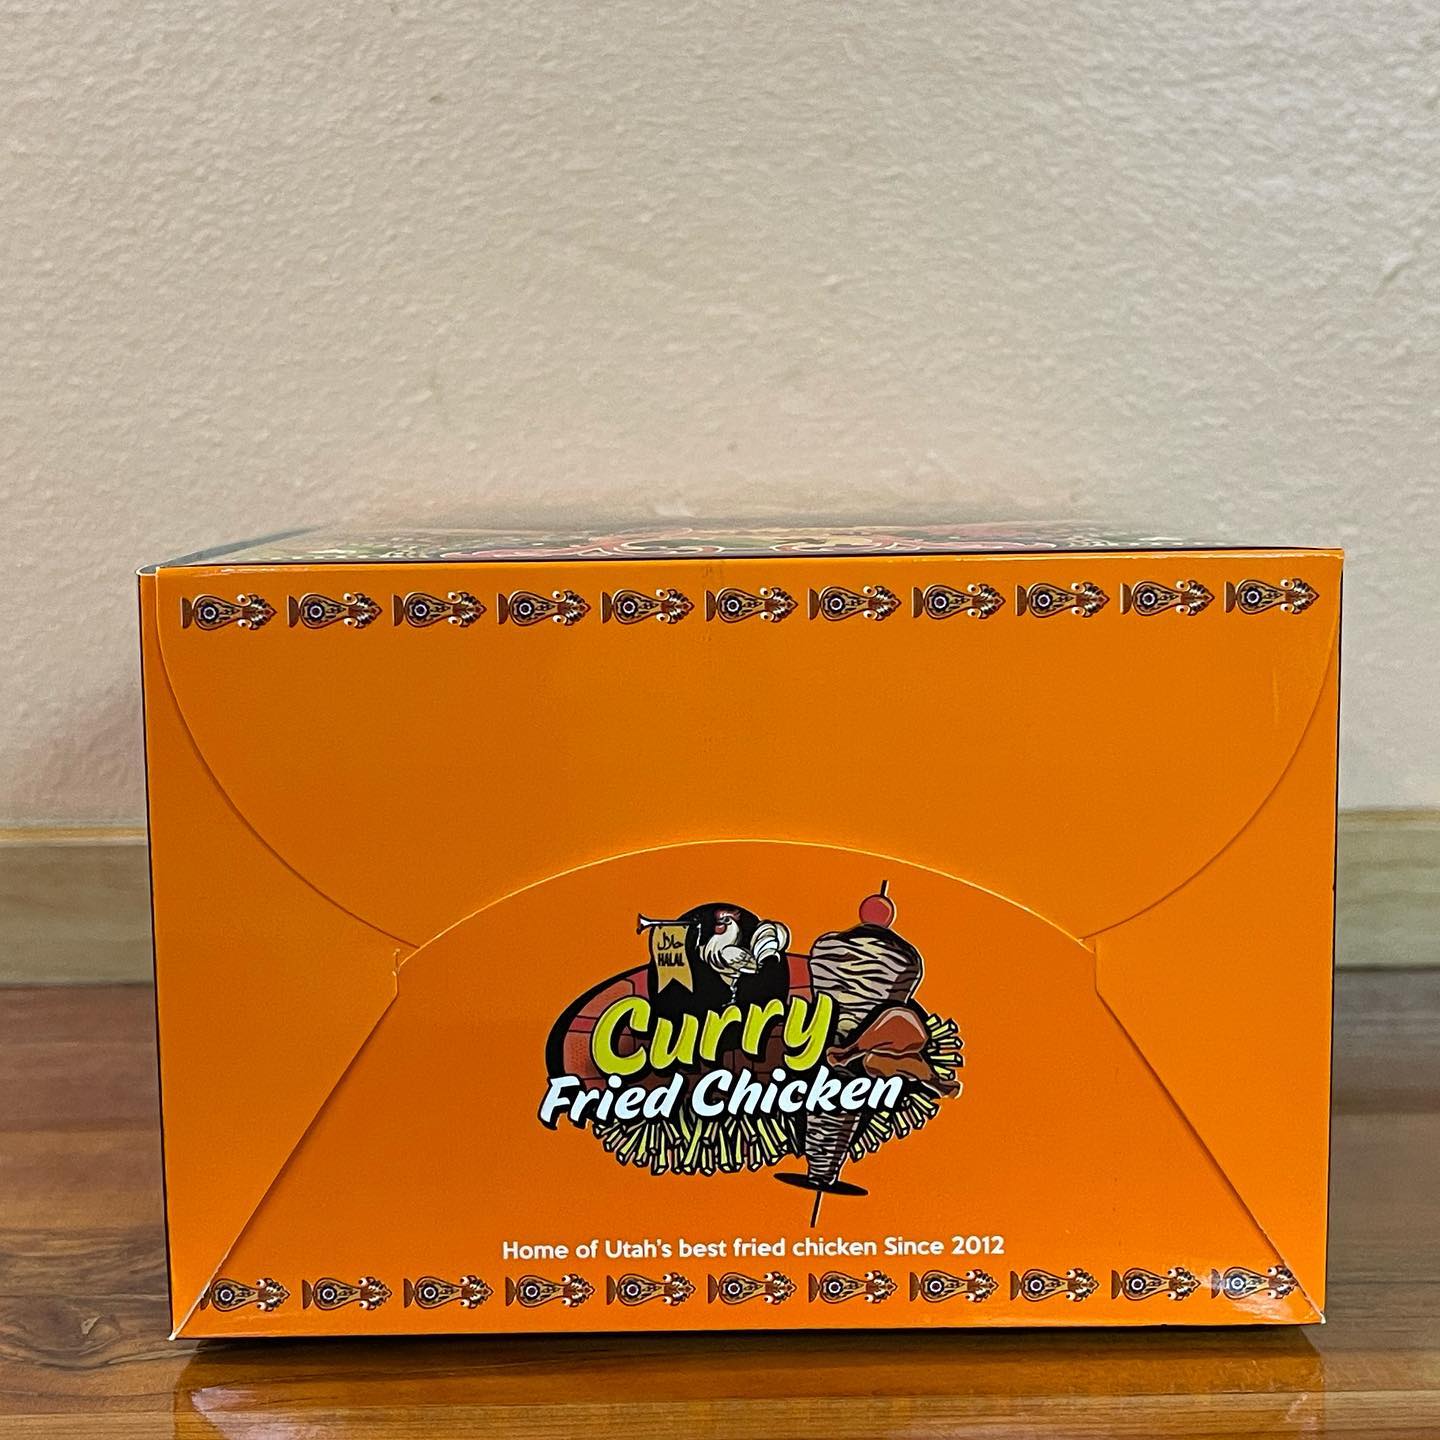 حلال
HALAL
Curry
Fried Chicken
Home of Utah's best fried chicken Since 2012